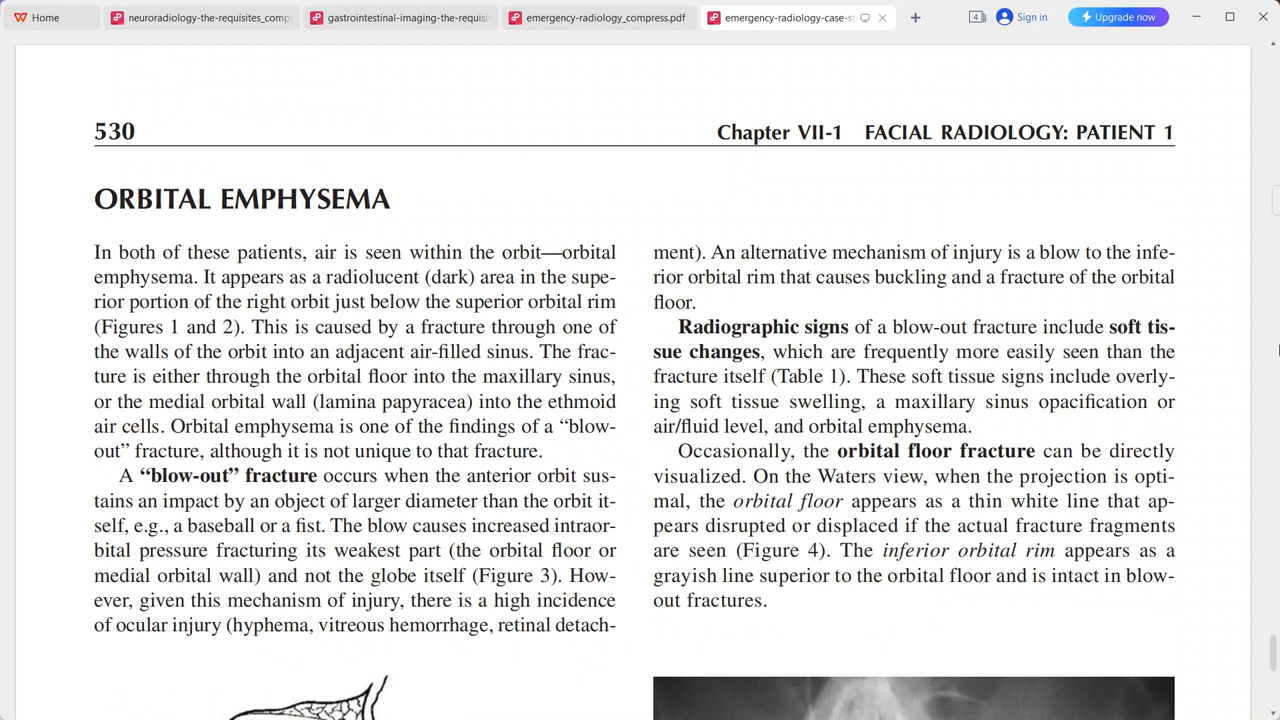 Home
neuroradiology-the-requisites_comp
gastrointestinal-imaging-the-requisit
emergency-radiology_compress.pdf
emergency-radiology-case-st
4
Sign in
Upgrade now
530
Chapter VII-1 FACIAL RADIOLOGY: PATIENT 1
ORBITAL EMPHYSEMA
In both of these patients, air is seen within the orbit—orbital
emphysema. It appears as a radiolucent (dark) area in the supe-
rior portion of the right orbit just below the superior orbital rim
(Figures 1 and 2). This is caused by a fracture through one of
the walls of the orbit into an adjacent air-filled sinus. The frac-
ture is either through the orbital floor into the maxillary sinus,
or the medial orbital wall (lamina papyracea) into the ethmoid
air cells. Orbital emphysema is one of the findings of a “blow-
out” fracture, although it is not unique to that fracture.
A “blow-out” fracture occurs when the anterior orbit sus-
tains an impact by an object of larger diameter than the orbit it-
self, e.g., a baseball or a fist. The blow causes increased intraor-
bital pressure fracturing its weakest part (the orbital floor or
medial orbital wall) and not the globe itself (Figure 3). How-
ever, given this mechanism of injury, there is a high incidence
of ocular injury (hyphema, vitreous hemorrhage, retinal detach-
ment). An alternative mechanism of injury is a blow to the infe-
rior orbital rim that causes buckling and a fracture of the orbital
floor.
Radiographic signs of a blow-out fracture include soft tis-
sue changes, which are frequently more easily seen than the
fracture itself (Table 1). These soft tissue signs include overly-
ing soft tissue swelling, a maxillary sinus opacification or
air/fluid level, and orbital emphysema.
Occasionally, the orbital floor fracture can be directly
visualized. On the Waters view, when the projection is opti-
mal, the orbital floor appears as a thin white line that ap-
pears disrupted or displaced if the actual fracture fragments
are seen (Figure 4). The inferior orbital rim appears as a
grayish line superior to the orbital floor and is intact in blow-
out fractures.